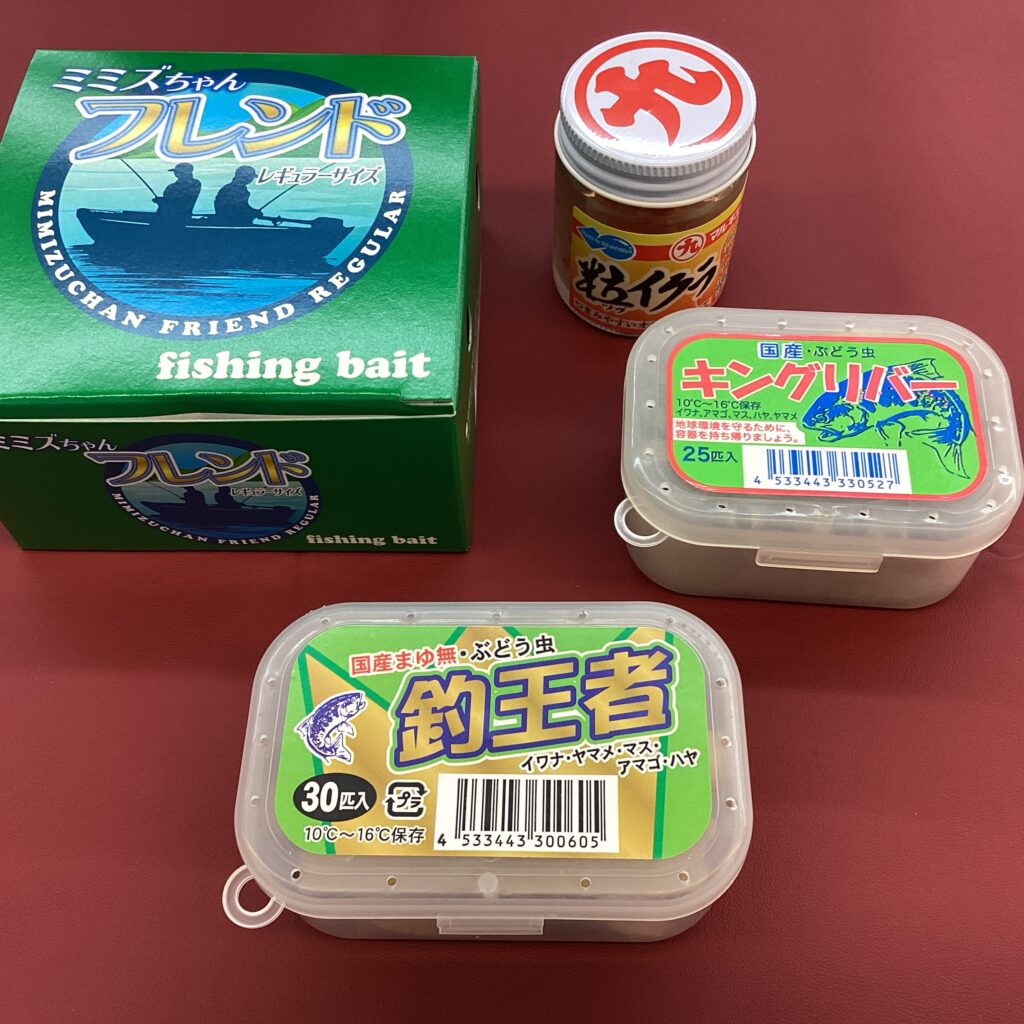 ミミズちゃん
フレンド
レギュラーサイズ
MIMIZUCHAN FRIEND REGULAR
fishing bait
ミミズちゃん
フレンド
レギュラーサイズ
MIMIZUCHAN FRIEND REGULAR
fishing bait
九
九
マルキュー
粒イクラ
ツブ
国産・ぶどう虫
キングリバー
10℃〜16℃保存
イワナ、アマゴ、マス、ハヤ、ヤマメ
地球環境を守るために、
容器を持ち帰りましょう。
25匹入
4 533443 330527
国産まゆ無・ぶどう虫
釣王者
イワナ・ヤマメ・マス・
アマゴ・ハヤ
30匹入
プラ
10℃〜16℃保存
4 533443 300605